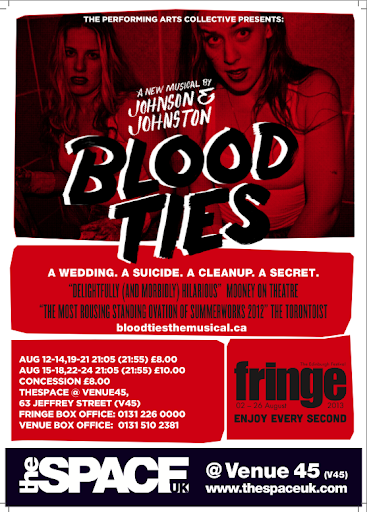 THE PERFORMING ARTS COLLECTIVE PRESENTS:
A NEW MUSICAL BY
JOHNSON &
JOHNSTON
BLOOD
TIES
A WEDDING. A SUICIDE. A CLEANUP. A SECRET.
"DELIGHTFULLY (AND MORBIDLY) HILARIOUS" MOONEY ON THEATRE
"THE MOST ROUSING STANDING OVATION OF SUMMERWORKS 2012" THE TORONTOIST
bloodtiesthemusical.ca
AUG 12-14,19-21 21:05 (21:55) £8.00
AUG 15-18,22-24 21:05 (21:55) £10.00
CONCESSION £8.00
THESPACE @ VENUE45,
63 JEFFREY STREET (V45)
FRINGE BOX OFFICE: 0131 226 0000
VENUE BOX OFFICE: 0131 510 2381
fringe
02 – 26 August 2013
ENJOY EVERY SECOND
theSPACE UK
@ Venue 45 (V45)
www.thespaceuk.com